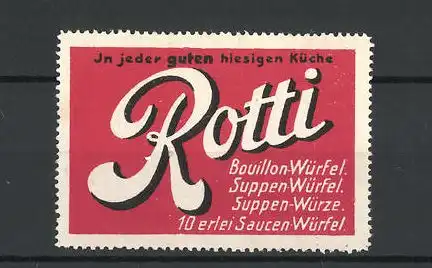 Jn jeder guten hiesigen Küche
Rotti
Bouillon-Würfel.
Suppen-Würfel.
Suppen-Würze.
10 erlei Saucen-Würfel.